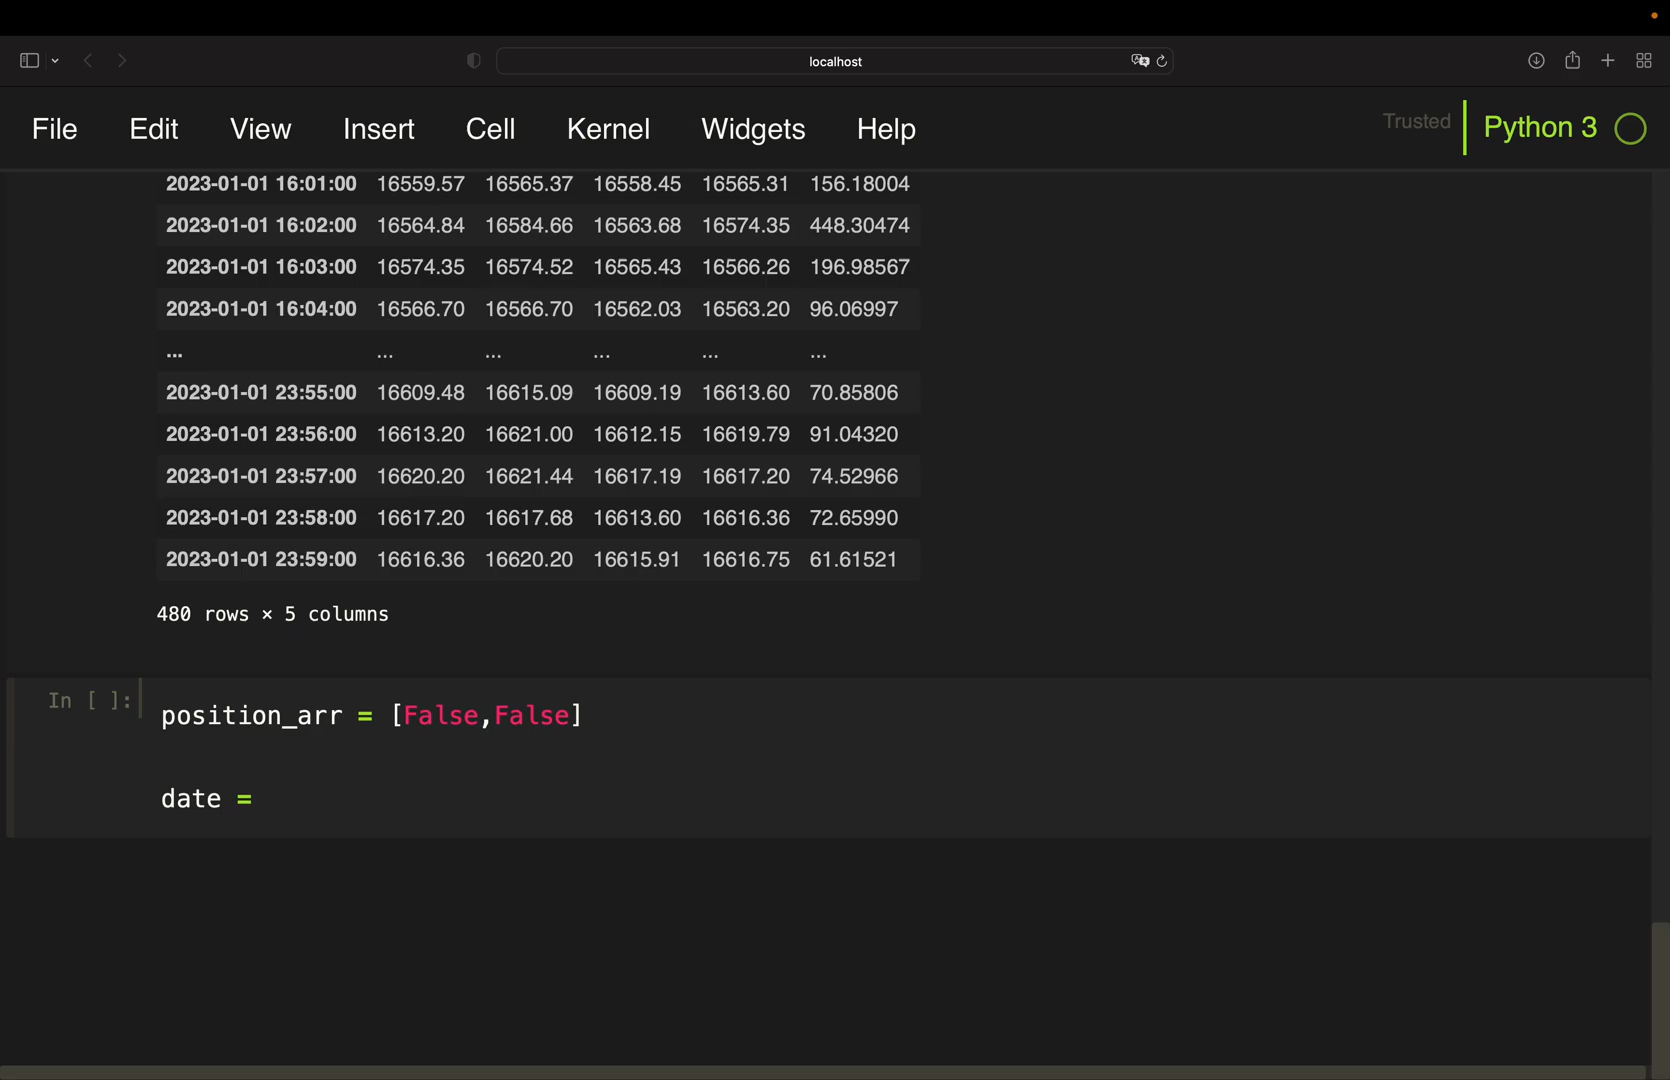 localhost
File Edit View Insert Cell Kernel Widgets Help Trusted Python 3
2023-01-01 16:01:00 16559.57 16565.37 16558.45 16565.31 156.18004
2023-01-01 16:02:00 16564.84 16584.66 16563.68 16574.35 448.30474
2023-01-01 16:03:00 16574.35 16574.52 16565.43 16566.26 196.98567
2023-01-01 16:04:00 16566.70 16566.70 16562.03 16563.20 96.06997
... ... ... ... ... ...
2023-01-01 23:55:00 16609.48 16615.09 16609.19 16613.60 70.85806
2023-01-01 23:56:00 16613.20 16621.00 16612.15 16619.79 91.04320
2023-01-01 23:57:00 16620.20 16621.44 16617.19 16617.20 74.52966
2023-01-01 23:58:00 16617.20 16617.68 16613.60 16616.36 72.65990
2023-01-01 23:59:00 16616.36 16620.20 16615.91 16616.75 61.61521
480 rows × 5 columns
In [ ]: position_arr = [False,False]
date =